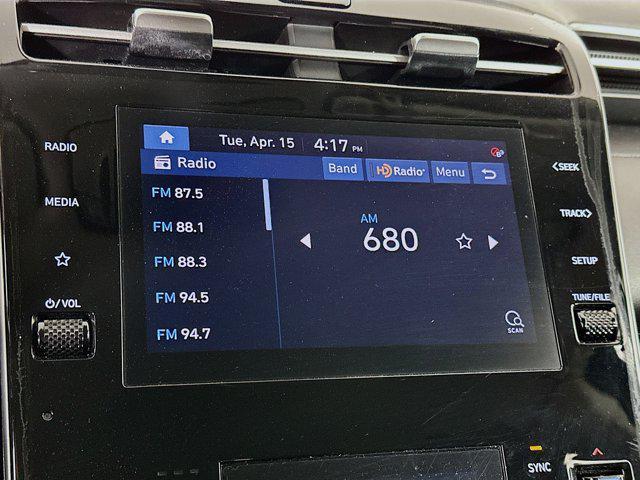 Tue, Apr. 15 4:17 PM
Radio Band HD Radio Menu
FM 87.5
FM 88.1
FM 88.3
FM 94.5
FM 94.7
AM
680
SCAN
RADIO
MEDIA
/VOL
<SEEK
TRACK>
SETUP
TUNE/FILE
SYNC